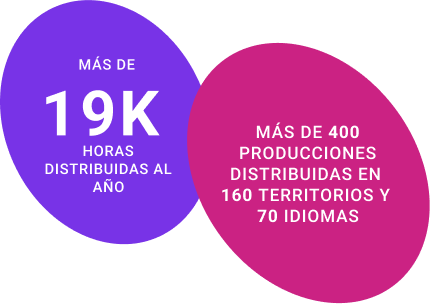 MÁS DE
19K
HORAS
DISTRIBUIDAS AL
AÑO
MÁS DE 400
PRODUCCIONES
DISTRIBUIDAS EN
160 TERRITORIOS Y
70 IDIOMAS